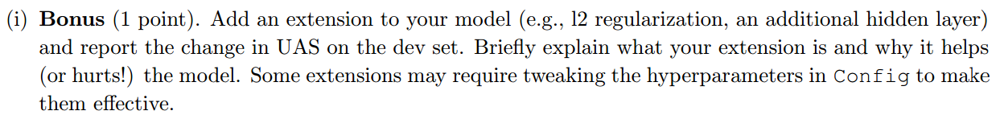 (i) Bonus (1 point). Add an extension to your model (e.g., l2 regularization, an additional hidden layer)
and report the change in UAS on the dev set. Briefly explain what your extension is and why it helps
(or hurts!) the model. Some extensions may require tweaking the hyperparameters in Config to make
them effective.